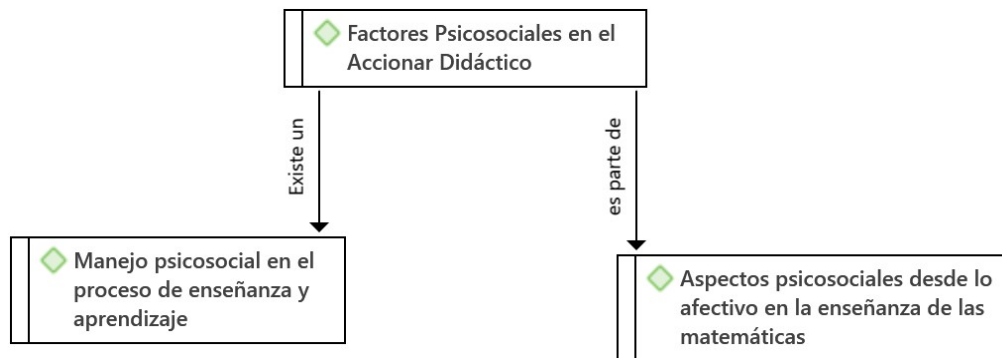 Factores Psicosociales en el
Accionar Didáctico
Existe un
es parte de
Manejo psicosocial en el
proceso de enseñanza y
aprendizaje
Aspectos psicosociales desde lo
afectivo en la enseñanza de las
matemáticas